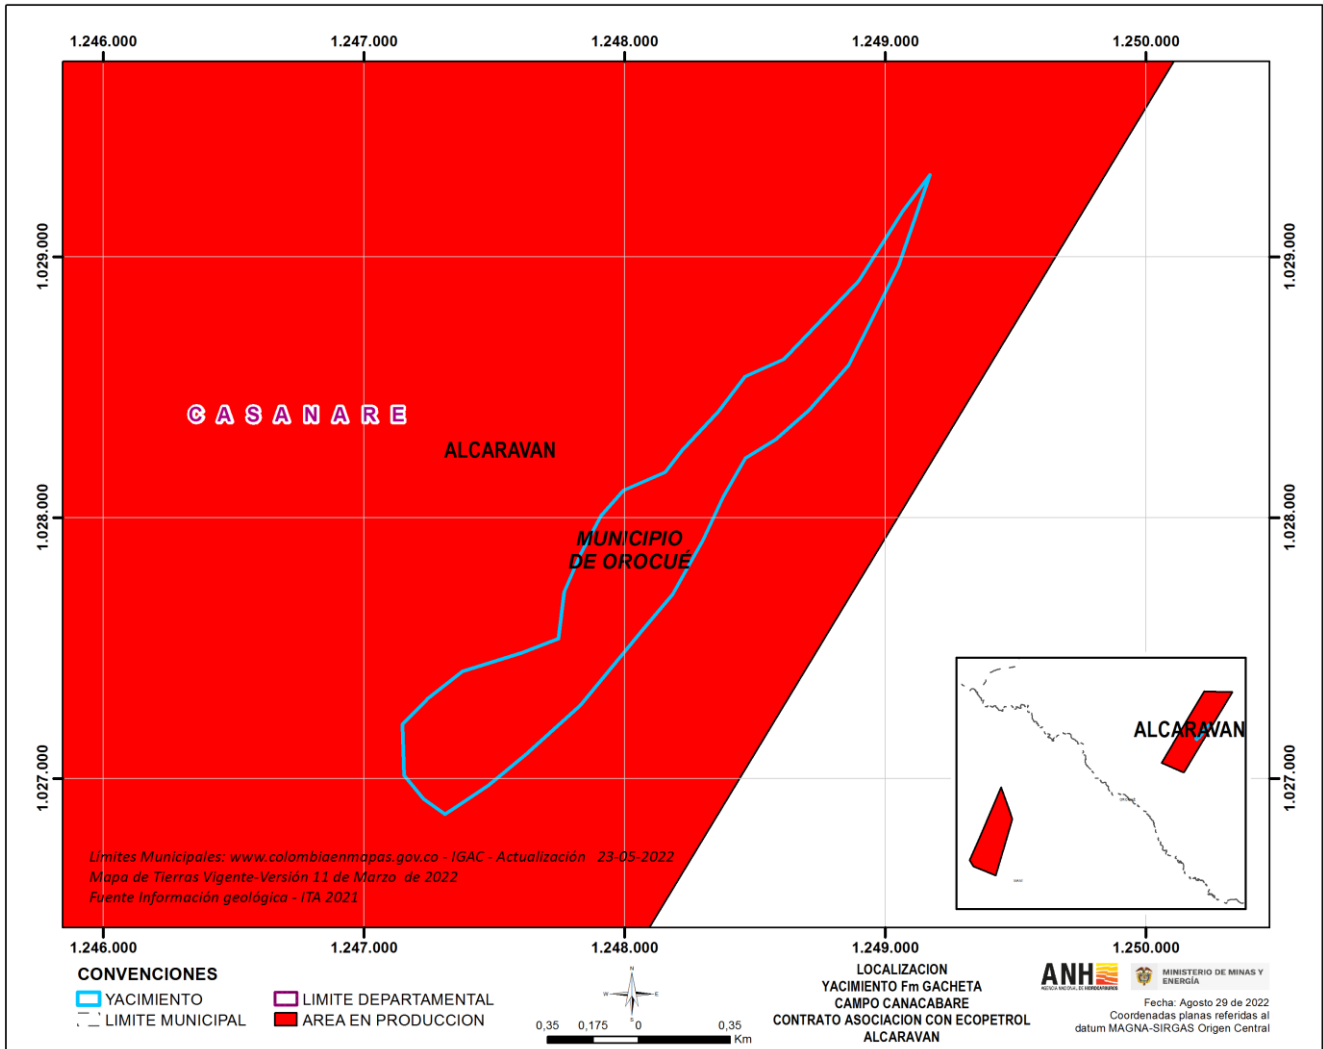 1.246.000 1.247.000 1.248.000 1.249.000 1.250.000
1.029.000 1.029.000
CASANARE
ALCARAVAN
1.028.000 1.028.000
MUNICIPIO
DE OROCUÉ
ALCARAVAN
1.027.000 1.027.000
Límites Municipales: www.colombiaenmapas.gov.co - IGAC - Actualización 23-05-2022
Mapa de Tierras Vigente-Versión 11 de Marzo de 2022
Fuente Información geológica - ITA 2021
1.246.000 1.247.000 1.248.000 1.249.000 1.250.000
CONVENCIONES
YACIMIENTO
LIMITE DEPARTAMENTAL
LIMITE MUNICIPAL
AREA EN PRODUCCION
N
W E
S
0,35 0,175 0 0,35
Km
LOCALIZACION
YACIMIENTO Fm GACHETA
CAMPO CANACABARE
CONTRATO ASOCIACION CON ECOPETROL
ALCARAVAN
ANH
AGENCIA NACIONAL DE HIDROCARBUROS
MINISTERIO DE MINAS Y
ENERGÍA
Fecha: Agosto 29 de 2022
Coordenadas planas referidas al
datum MAGNA-SIRGAS Origen Central